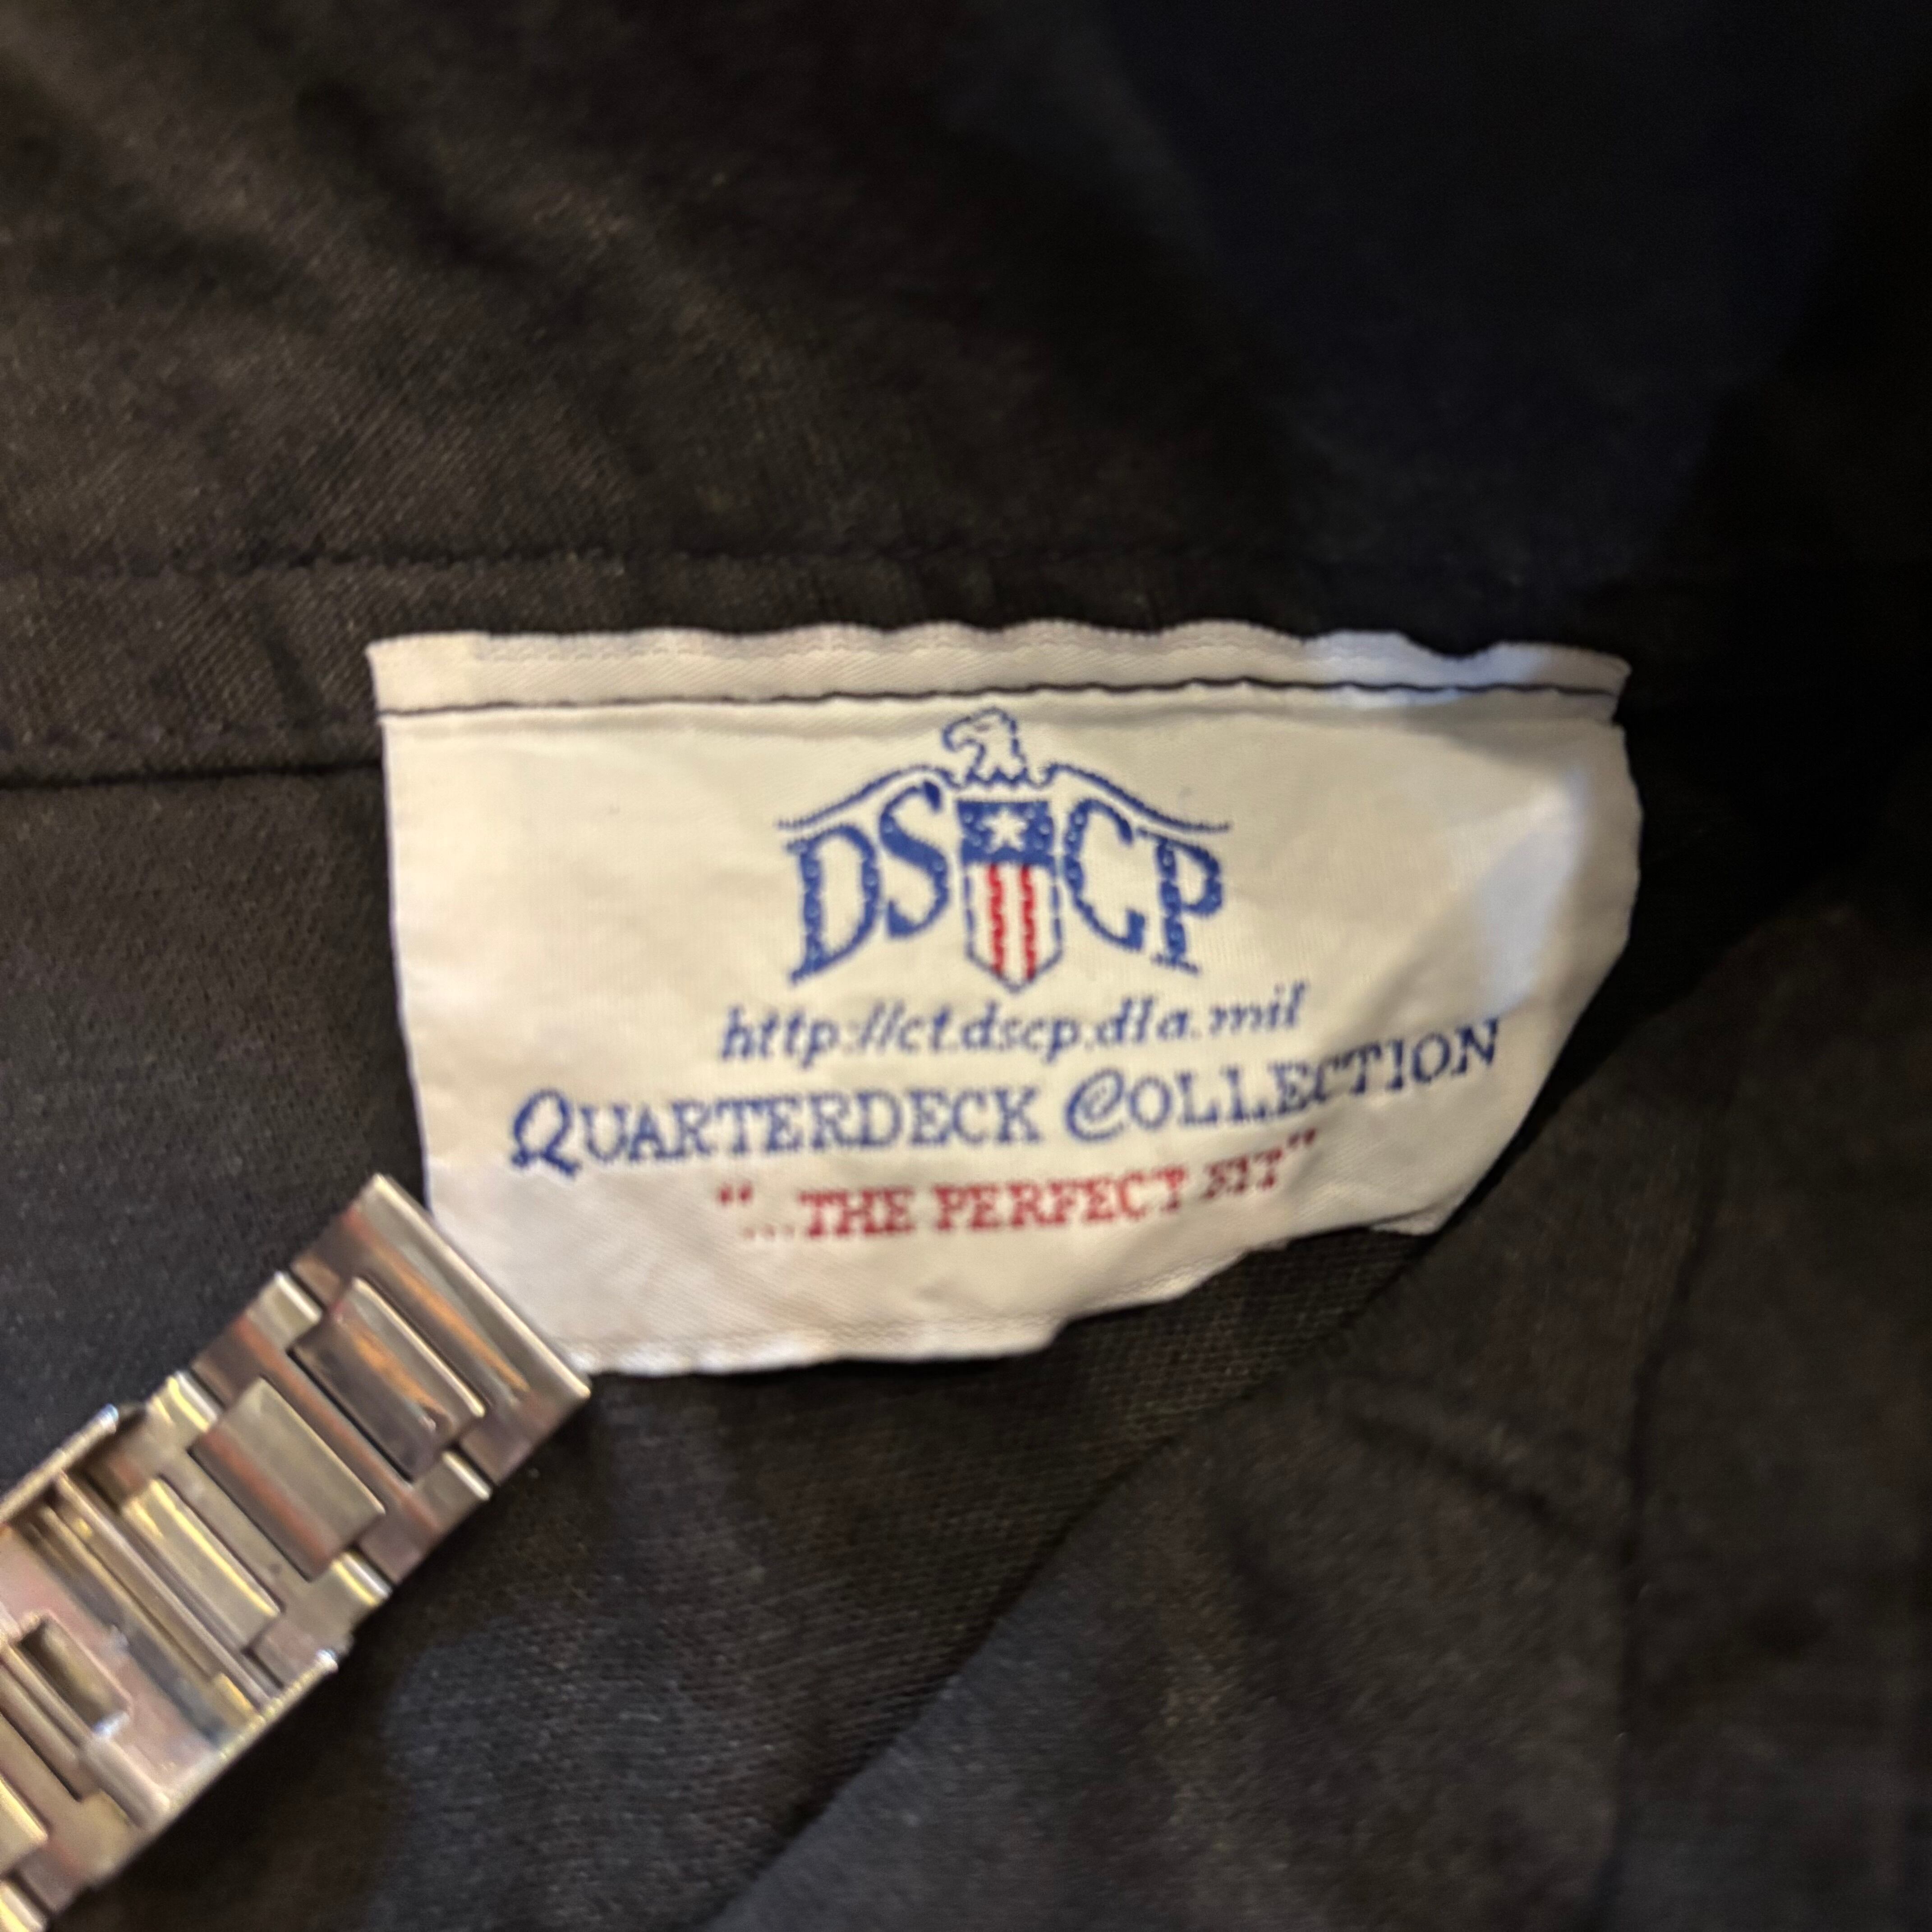 DSCP
http://ct.dscp.dla.mil
QUARTERDECK COLLECTION
"...THE PERFECT FIT"